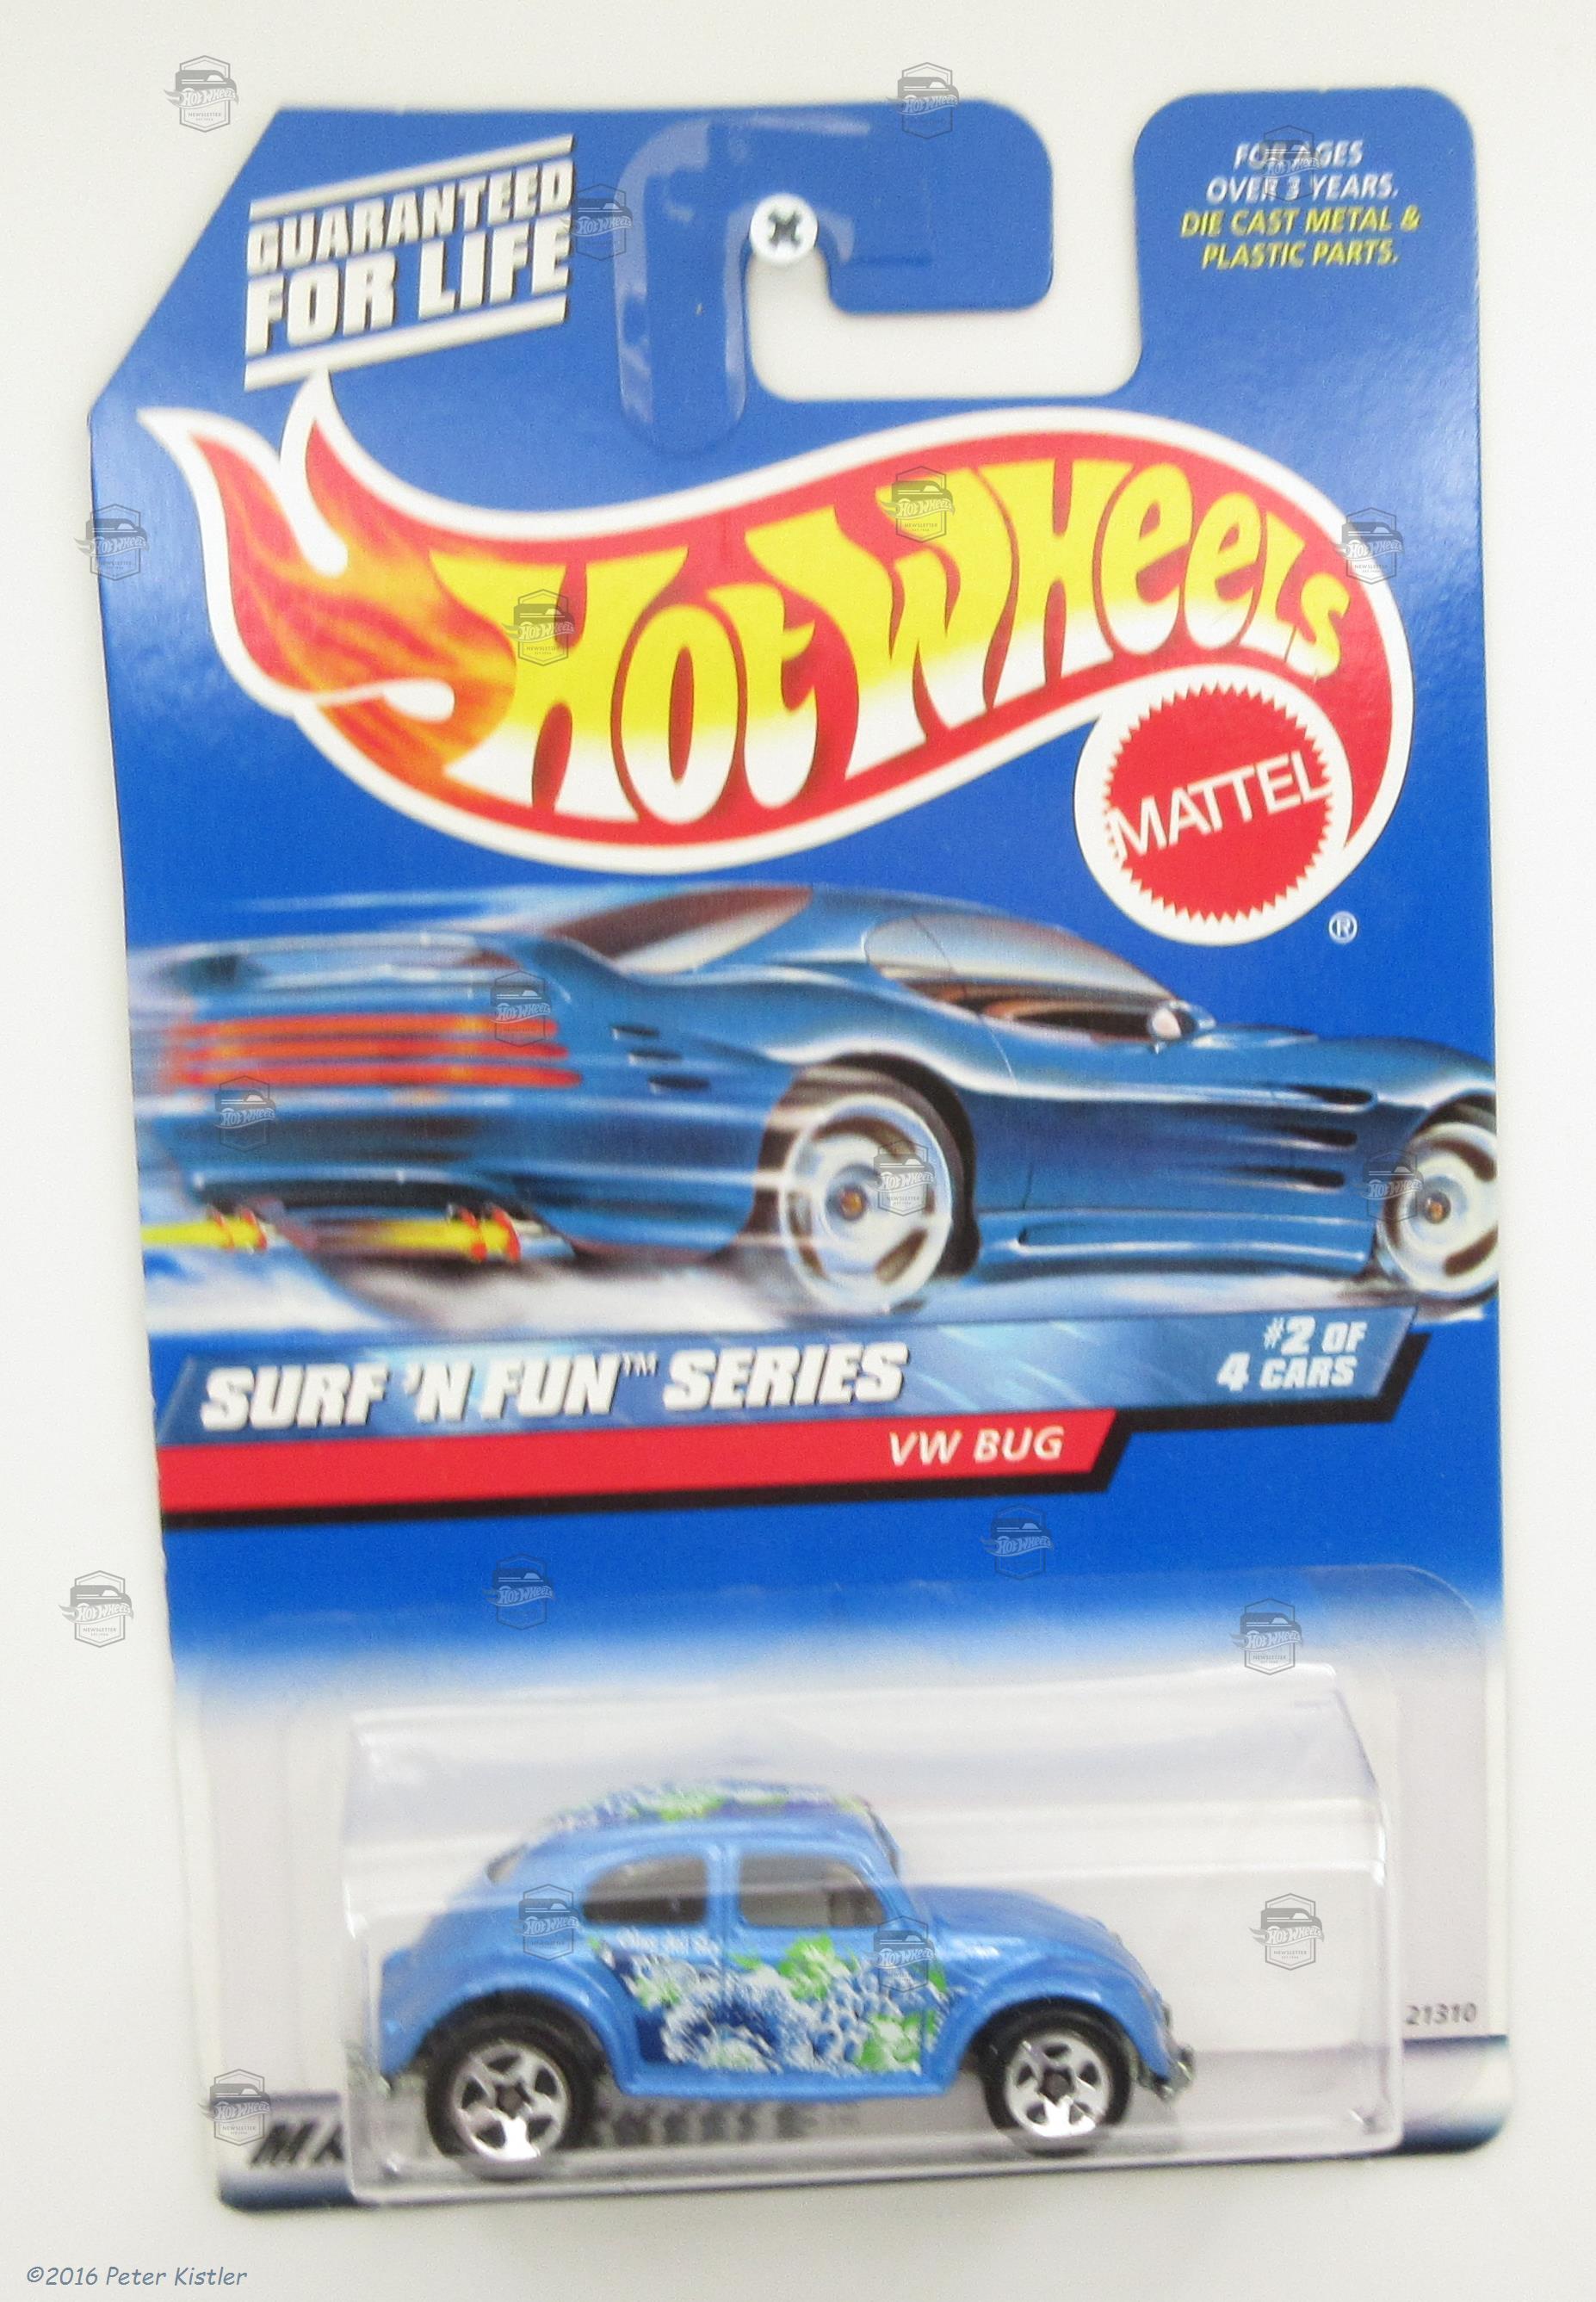 GUARANTEED
FOR LIFE
FOR AGES
OVER 3 YEARS.
DIE CAST METAL &
PLASTIC PARTS.
HOT WHEELS
MATTEL
®
SURF 'N FUN™ SERIES
#2 OF
4 CARS
VW BUG
21310
©2016 Peter Kistler